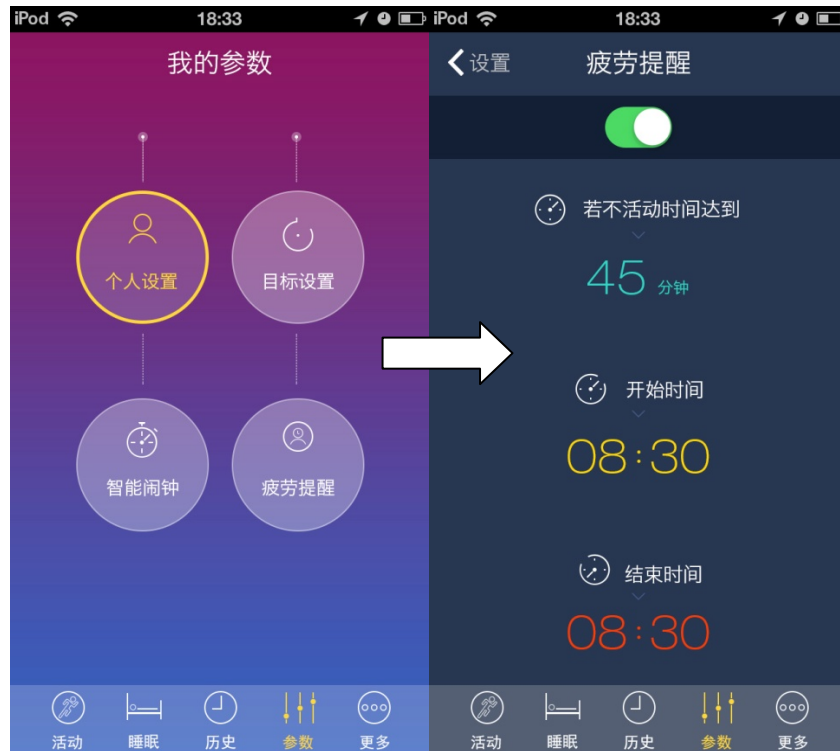 iPod 18:33
我的参数
个人设置 目标设置
智能闹钟 疲劳提醒
活动 睡眠 历史 参数 更多
iPod 18:33
设置 疲劳提醒
若不活动时间达到
45 分钟
开始时间
08:30
结束时间
08:30
活动 睡眠 历史 参数 更多